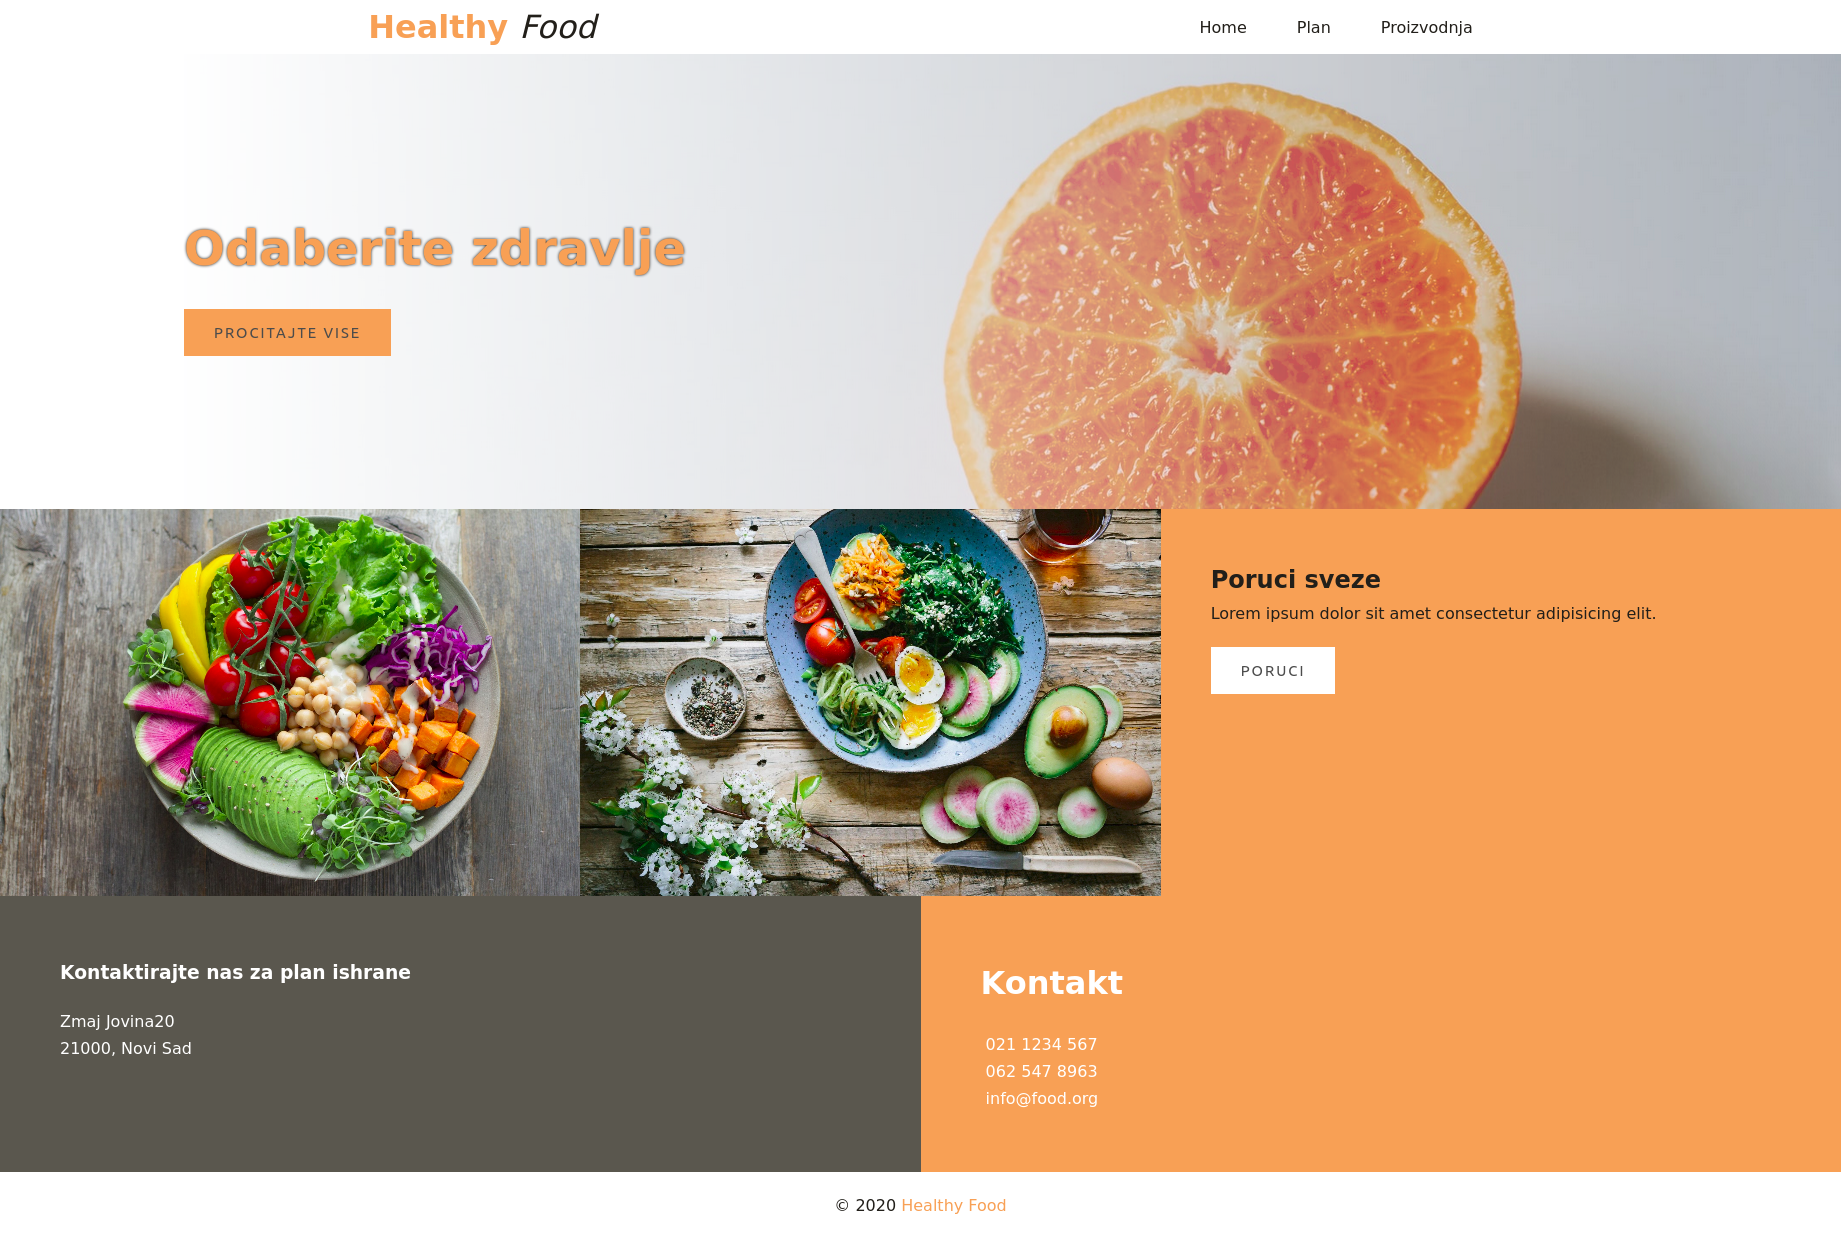 Healthy Food
Home Plan Proizvodnja
Odaberite zdravlje
PROCITAJTE VISE
Poruci sveze
Lorem ipsum dolor sit amet consectetur adipisicing elit.
PORUCI
Kontaktirajte nas za plan ishrane
Zmaj Jovina20
21000, Novi Sad
Kontakt
021 1234 567
062 547 8963
info@food.org
© 2020 Healthy Food